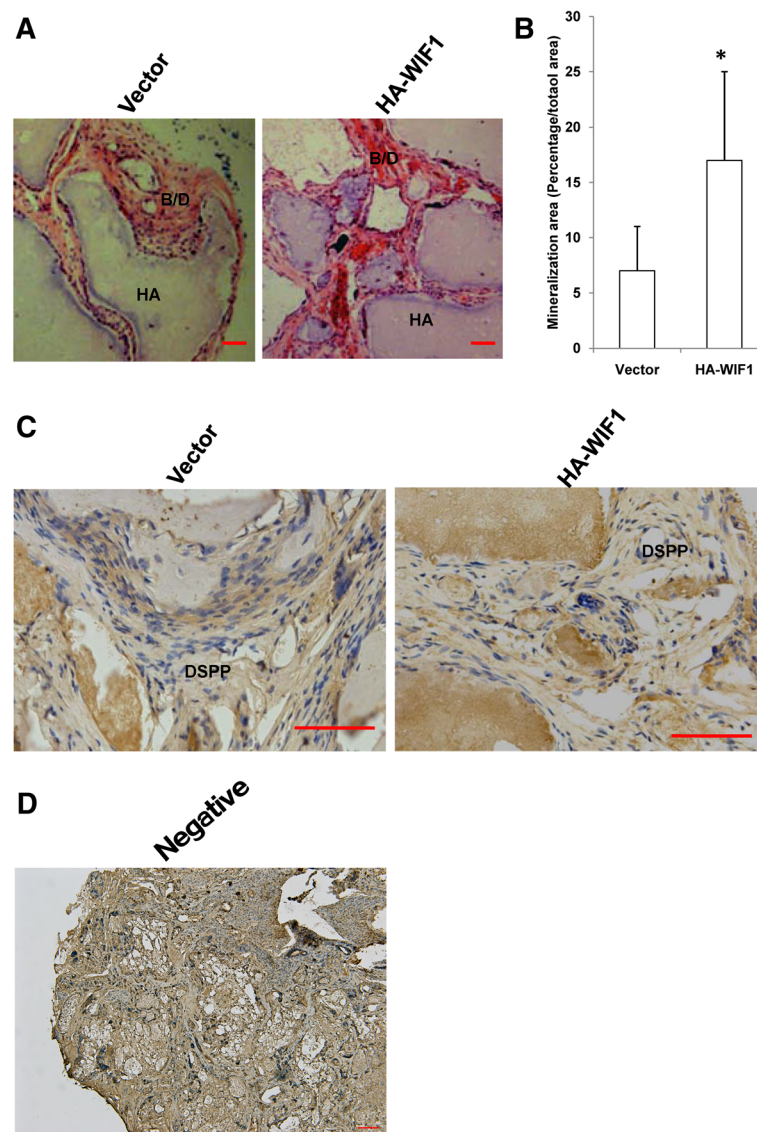 A
Vector
HA-WIF1
B/D
HA
B/D
HA
B
Mineralization area (Percentage/totaol area)
30
25
20
15
10
5
0
*
Vector
HA-WIF1
C
Vector
HA-WIF1
DSPP
DSPP
D
Negative